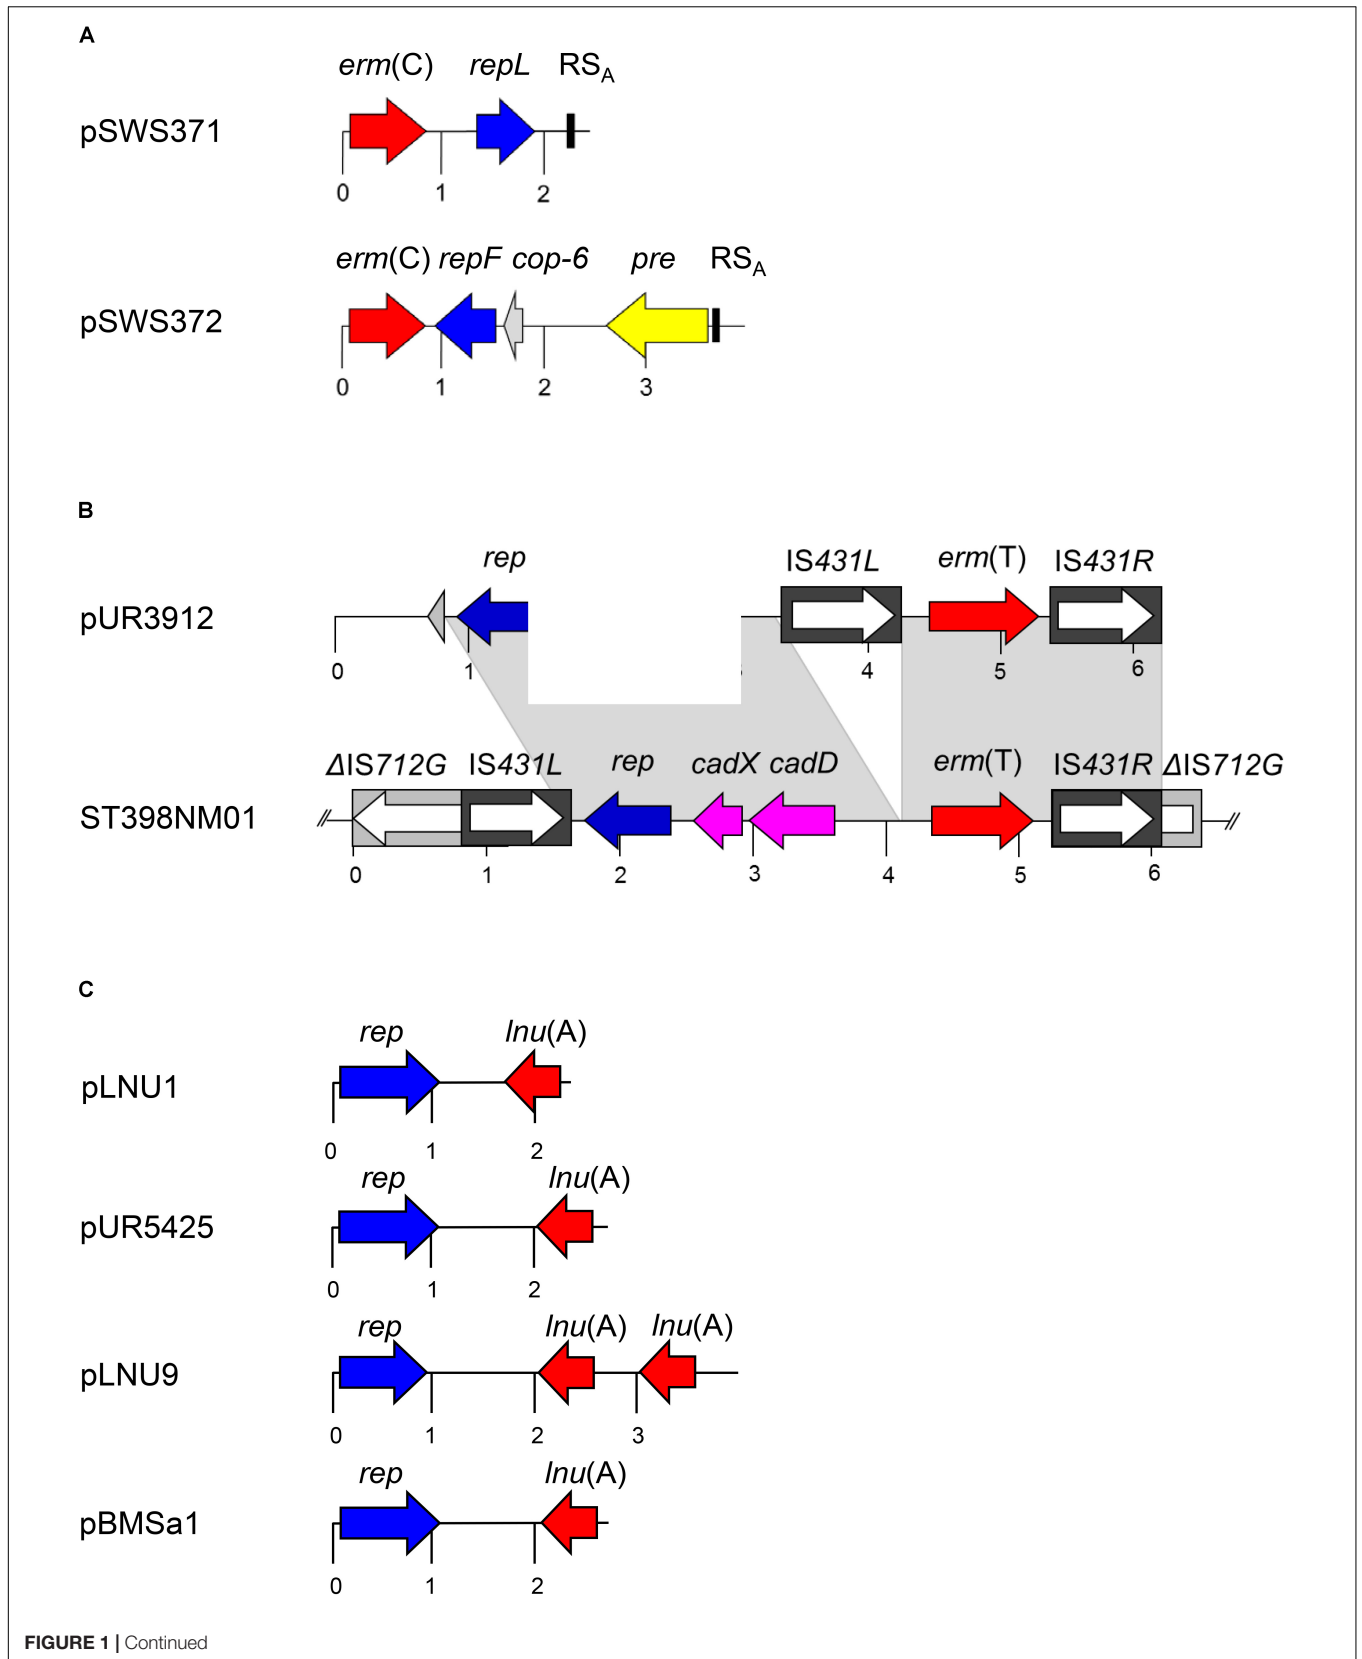 A
erm(C) repL RSA
pSWS371
0 1 2
erm(C) repF cop-6 pre RSA
pSWS372
0 1 2 3
B
rep IS431L erm(T) IS431R
pUR3912
0 1 4 5 6
ΔIS712G IS431L rep cadX cadD erm(T) IS431R ΔIS712G
ST398NM01
0 1 2 3 4 5 6
C
rep lnu(A)
pLNU1
0 1 2
rep lnu(A)
pUR5425
0 1 2
rep lnu(A) lnu(A)
pLNU9
0 1 2 3
rep lnu(A)
pBMSa1
0 1 2
FIGURE 1 | Continued